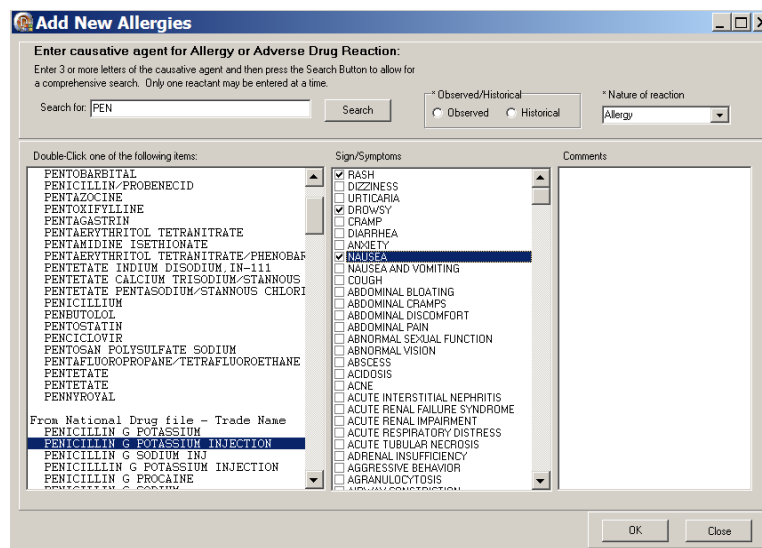 Add New Allergies
Enter causative agent for Allergy or Adverse Drug Reaction:
Enter 3 or more letters of the causative agent and then press the Search Button to allow for
a comprehensive search. Only one reactant may be entered at a time.
Search for: PEN
Search
* Observed/Historical
Observed
Historical
* Nature of reaction
Allergy
Double-Click one of the following items:
PENTOBARBITAL
PENICILLIN/PROBENECID
PENTAZOCINE
PENTOXIFYLLINE
PENTAGASTRIN
PENTAERYTHRITOL TETRANITRATE
PENTAMIDINE ISETHIONATE
PENTAERYTHRITOL TETRANITRATE/PHENOBAR
PENTETATE INDIUM DISODIUM,IN-111
PENTETATE CALCIUM TRISODIUM/STANNOUS
PENTETATE PENTASODIUM/STANNOUS CHLORI
PENICILLIUM
PENBUTOLOL
PENTOSTATIN
PENCICLOVIR
PENTOSAN POLYSULFATE SODIUM
PENTAFLUOROPROPANE/TETRAFLUOROETHANE
PENTETATE
PENTETATE
PENNYROYAL
From National Drug file - Trade Name
PENICILLIN G POTASSIUM
PENICILLIN G POTASSIUM INJECTION
PENICILLIN G SODIUM INJ
PENICILLLIN G POTASSIUM INJECTION
PENICILLIN G PROCAINE
PENICILLIN G SODIUM
Sign/Symptoms
RASH
DIZZINESS
URTICARIA
DROWSY
CRAMP
DIARRHEA
ANXIETY
NAUSEA
NAUSEA AND VOMITING
COUGH
ABDOMINAL BLOATING
ABDOMINAL CRAMPS
ABDOMINAL DISCOMFORT
ABDOMINAL PAIN
ABNORMAL SEXUAL FUNCTION
ABNORMAL VISION
ABSCESS
ACIDOSIS
ACNE
ACUTE INTERSTITIAL NEPHRITIS
ACUTE RENAL FAILURE SYNDROME
ACUTE RENAL IMPAIRMENT
ACUTE RESPIRATORY DISTRESS
ACUTE TUBULAR NECROSIS
ADRENAL INSUFFICIENCY
AGGRESSIVE BEHAVIOR
AGRANULOCYTOSIS
AIRWAY CONSTRICTION
Comments
OK
Close